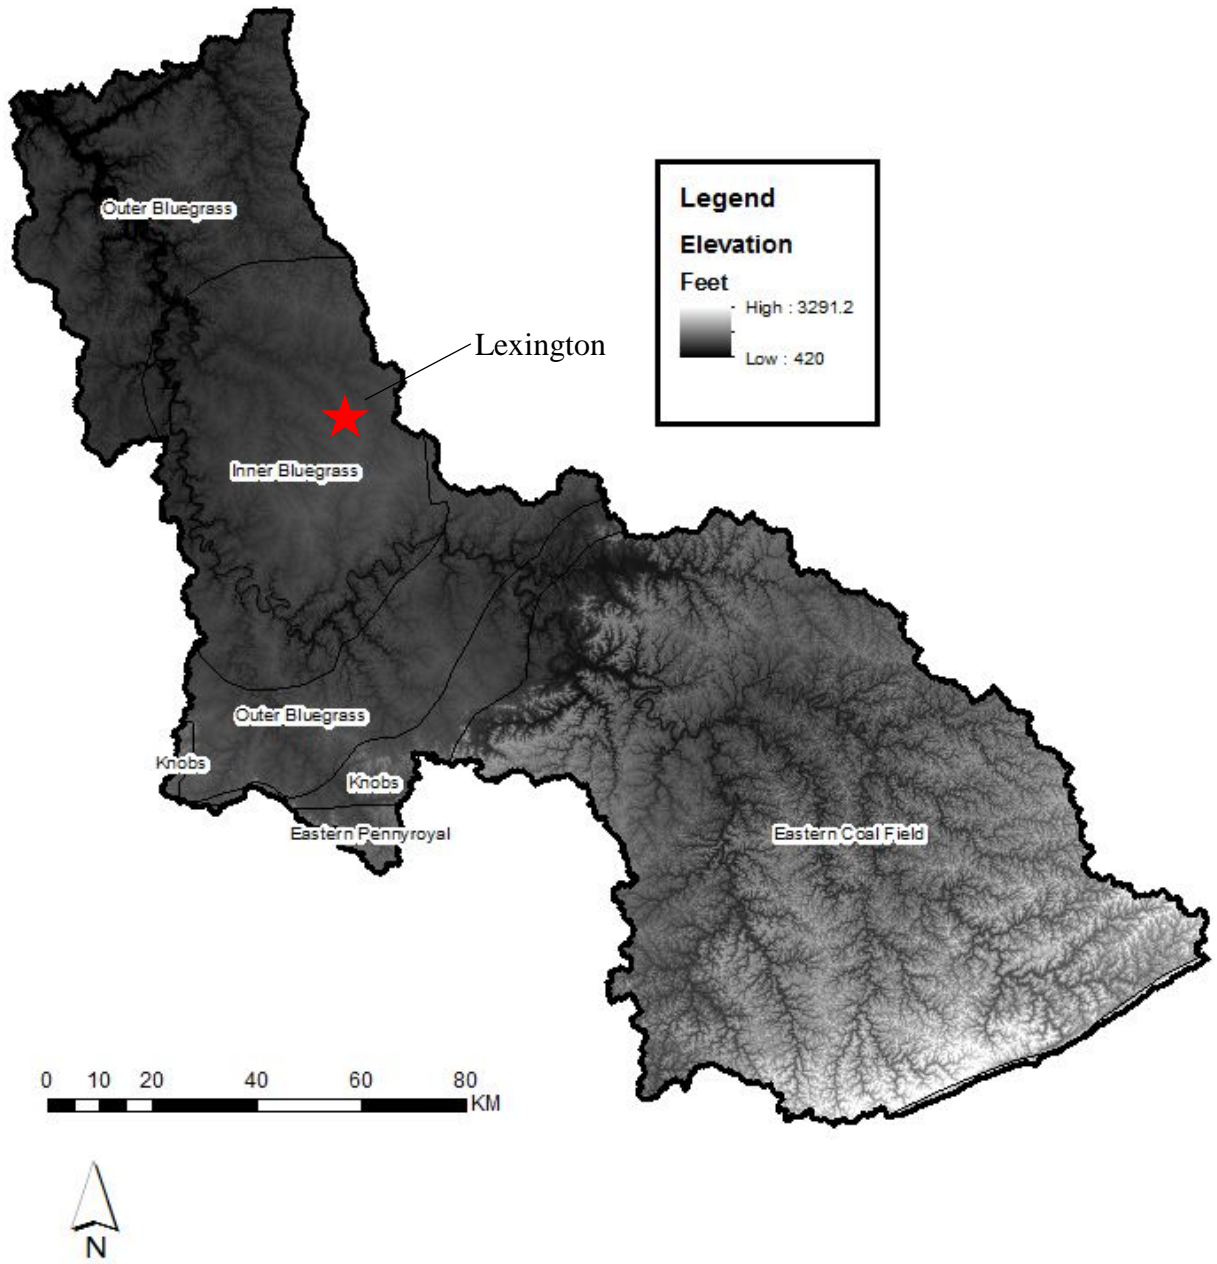 Outer Bluegrass
Legend
Elevation
Feet
High : 3291.2
Low : 420
Lexington
Inner Bluegrass
Outer Bluegrass
Knobs
Knobs
Eastern Pennyroyal
Eastern Coal Field
0 10 20 40 60 80
KM
N